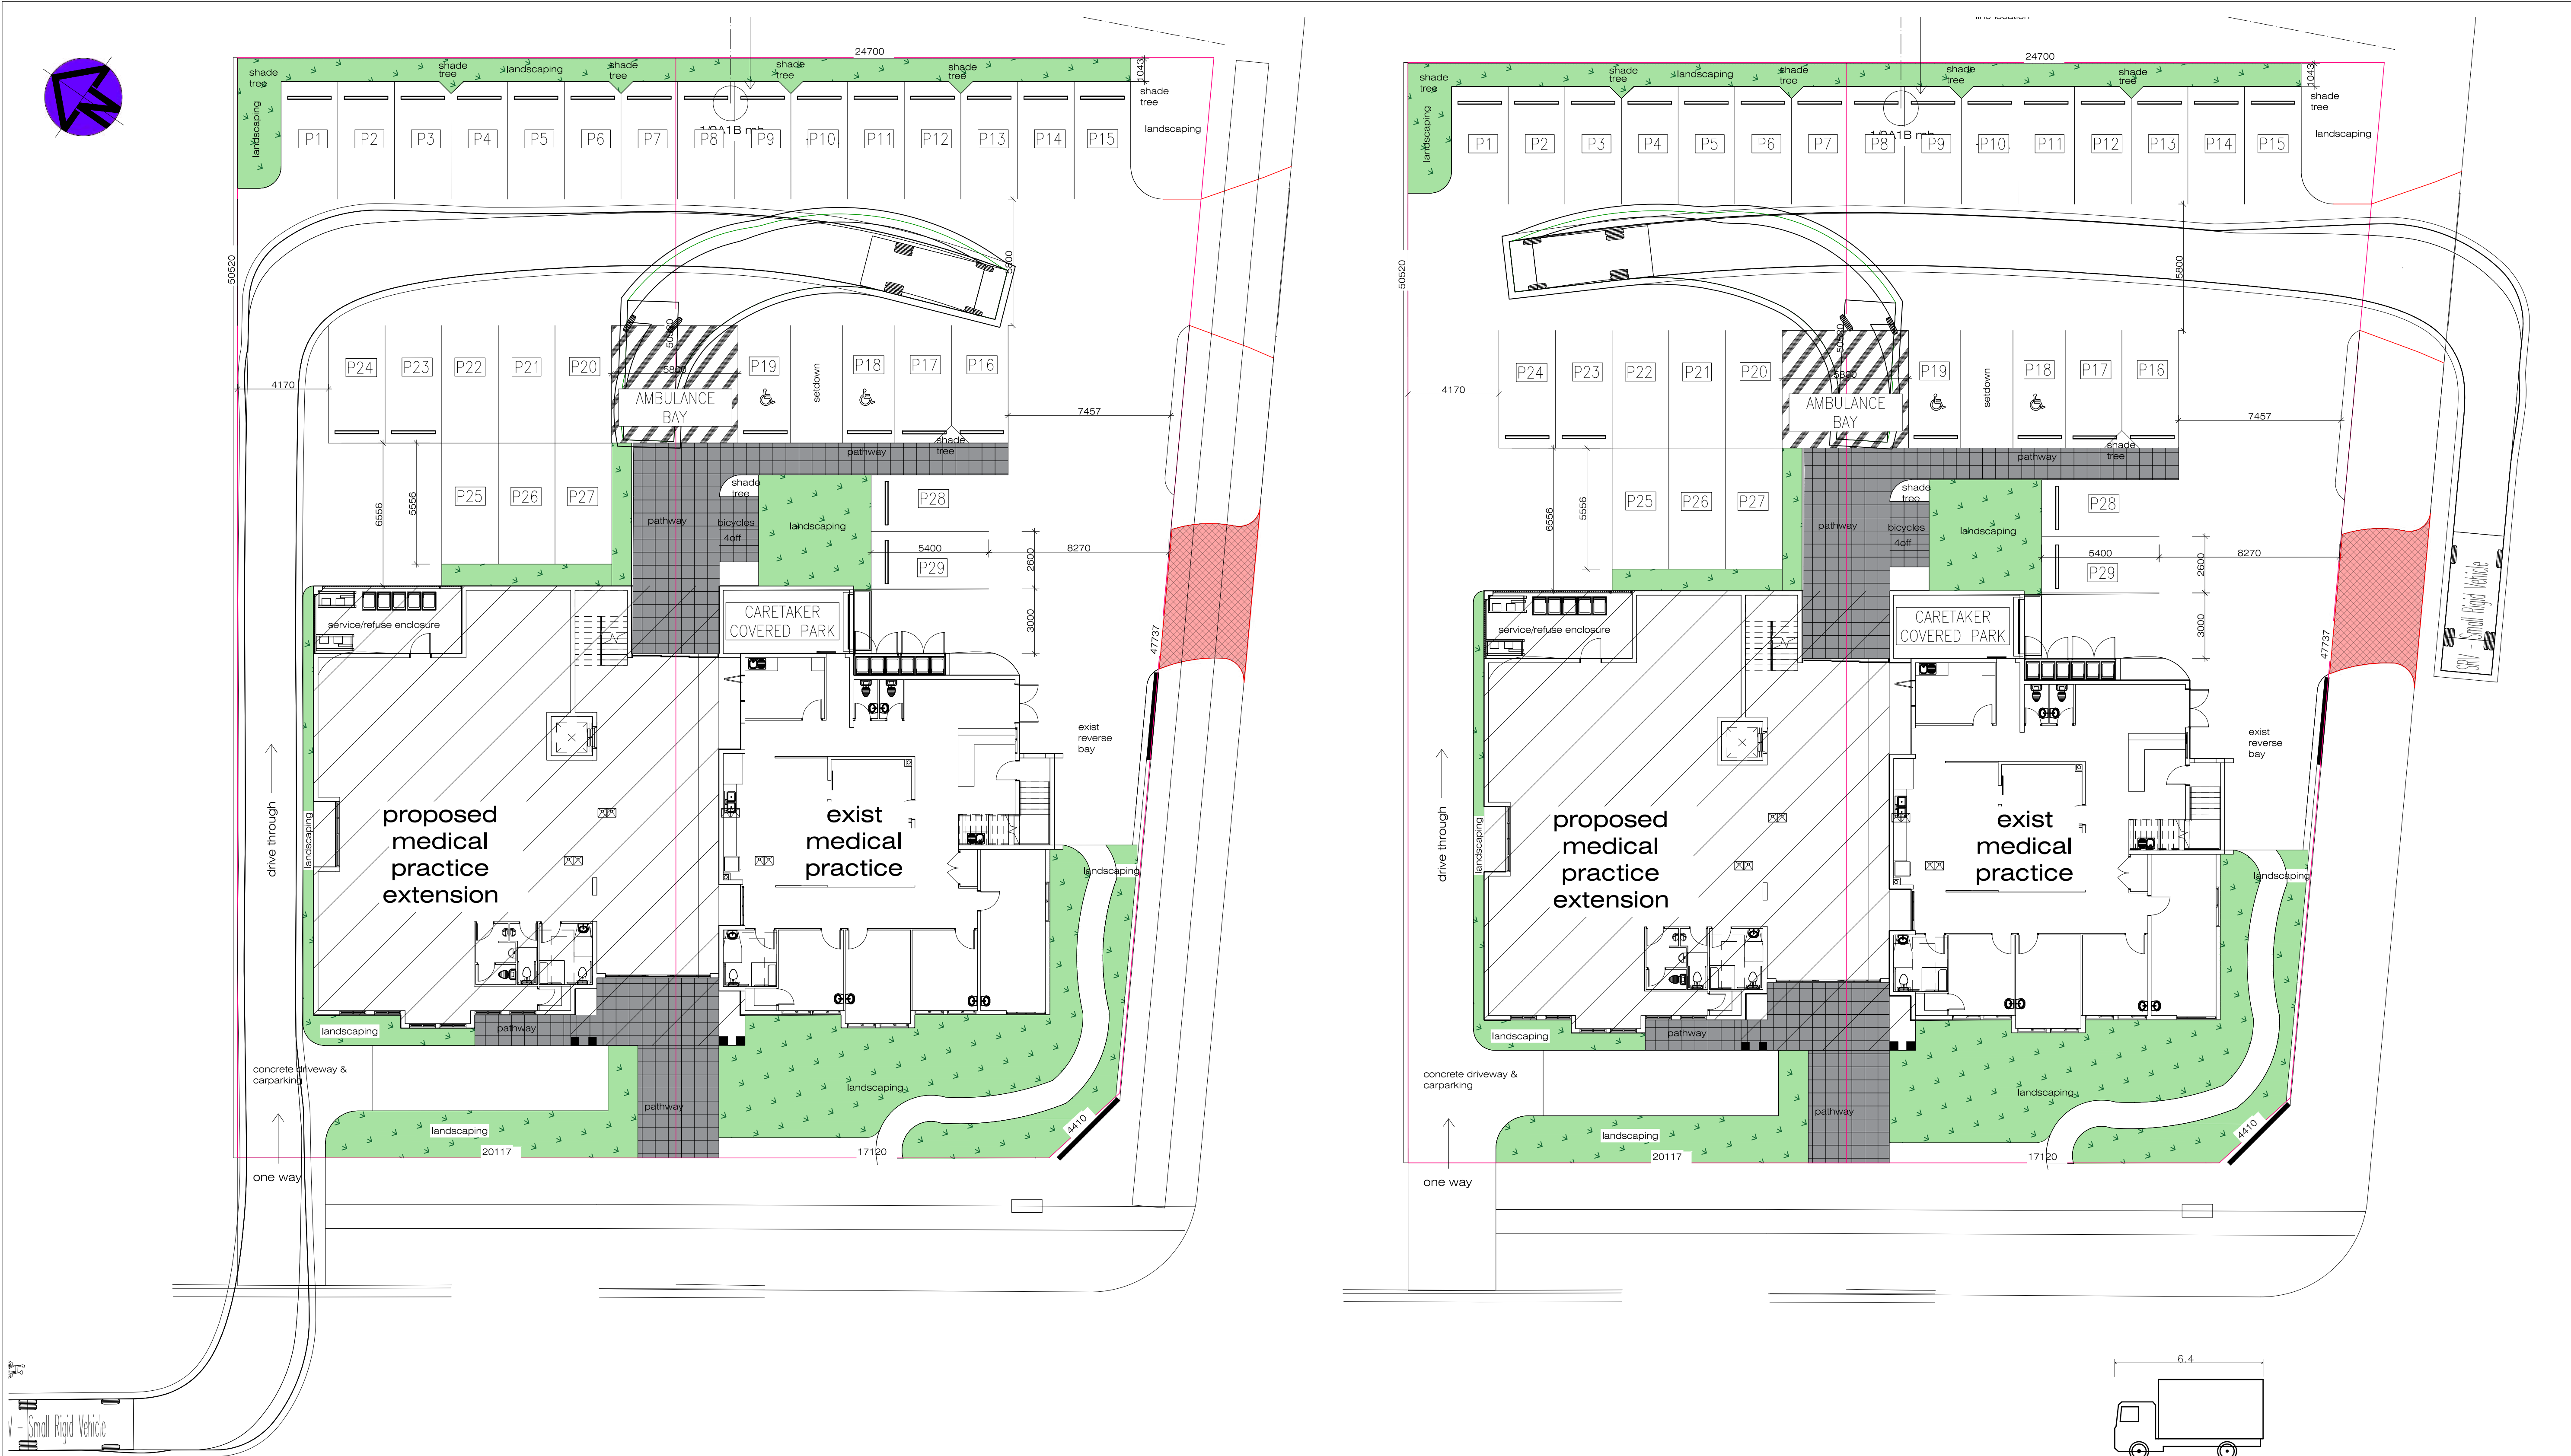 24700
shade
tree
shade
tree
landscaping
shade
tree
shade
tree
shade
tree
1043
shade
tree
landscaping
landscaping
P1
P2
P3
P4
P5
P6
P7
P8
P9
P10
P11
P12
P13
P14
P15
50520
5800
P24
P23
P22
P21
P20
50520
5800
AMBULANCE
BAY
P19
setdown
P18
P17
P16
4170
7457
shade
tree
pathway
6556
5556
P25
P26
P27
pathway
shade
tree
bicycles
4off
landscaping
P28
5400
8270
2600
P29
3000
service/refuse enclosure
CARETAKER
COVERED PARK
47737
exist
reverse
bay
drive through
landscaping
proposed
medical
practice
extension
exist
medical
practice
landscaping
landscaping
pathway
concrete driveway &
carparking
landscaping
pathway
landscaping
4410
20117
17120
one way
Small Rigid Vehicle
24700
shade
tree
shade
tree
landscaping
shade
tree
shade
tree
shade
tree
1043
shade
tree
landscaping
landscaping
P1
P2
P3
P4
P5
P6
P7
P8
P9
P10
P11
P12
P13
P14
P15
50520
5800
P24
P23
P22
P21
P20
50520
5800
AMBULANCE
BAY
P19
setdown
P18
P17
P16
4170
7457
shade
tree
pathway
6556
5556
P25
P26
P27
pathway
shade
tree
bicycles
4off
landscaping
P28
5400
8270
2600
P29
3000
SRV - Small Rigid Vehicle
service/refuse enclosure
CARETAKER
COVERED PARK
47737
exist
reverse
bay
drive through
landscaping
proposed
medical
practice
extension
exist
medical
practice
landscaping
landscaping
pathway
concrete driveway &
carparking
landscaping
pathway
landscaping
4410
20117
17120
one way
6.4